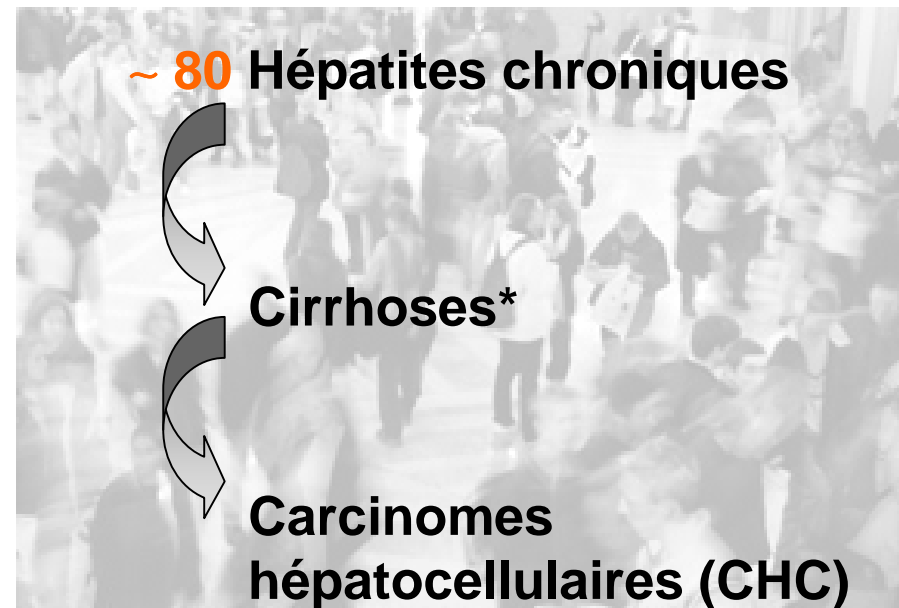 ~ 80 Hépatites chroniques
Cirrhoses*
Carcinomes
hépatocellulaires (CHC)